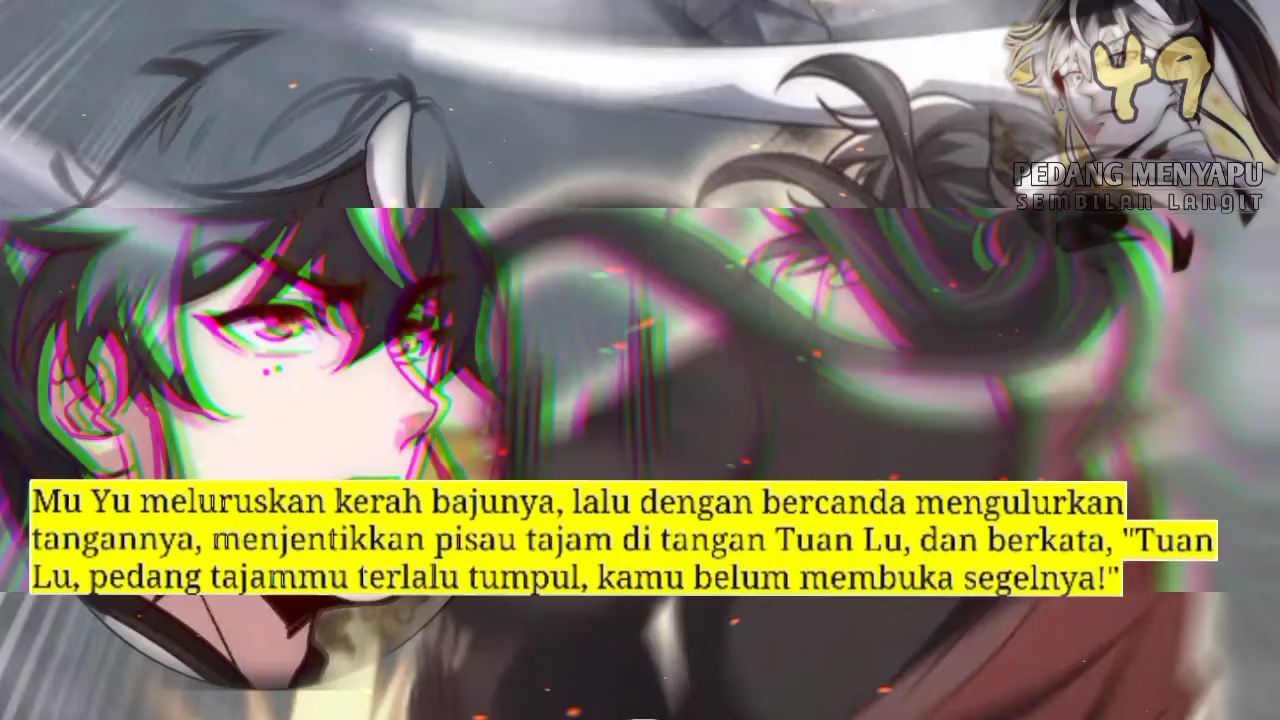 49
PEDANG MENYAPU
SEMBILAN LANGIT
Mu Yu meluruskan kerah bajunya, lalu dengan bercanda mengulurkan
tangannya, menjentikkan pisau tajam di tangan Tuan Lu, dan berkata, "Tuan
Lu, pedang tajammu terlalu tumpul, kamu belum membuka segelnya!"